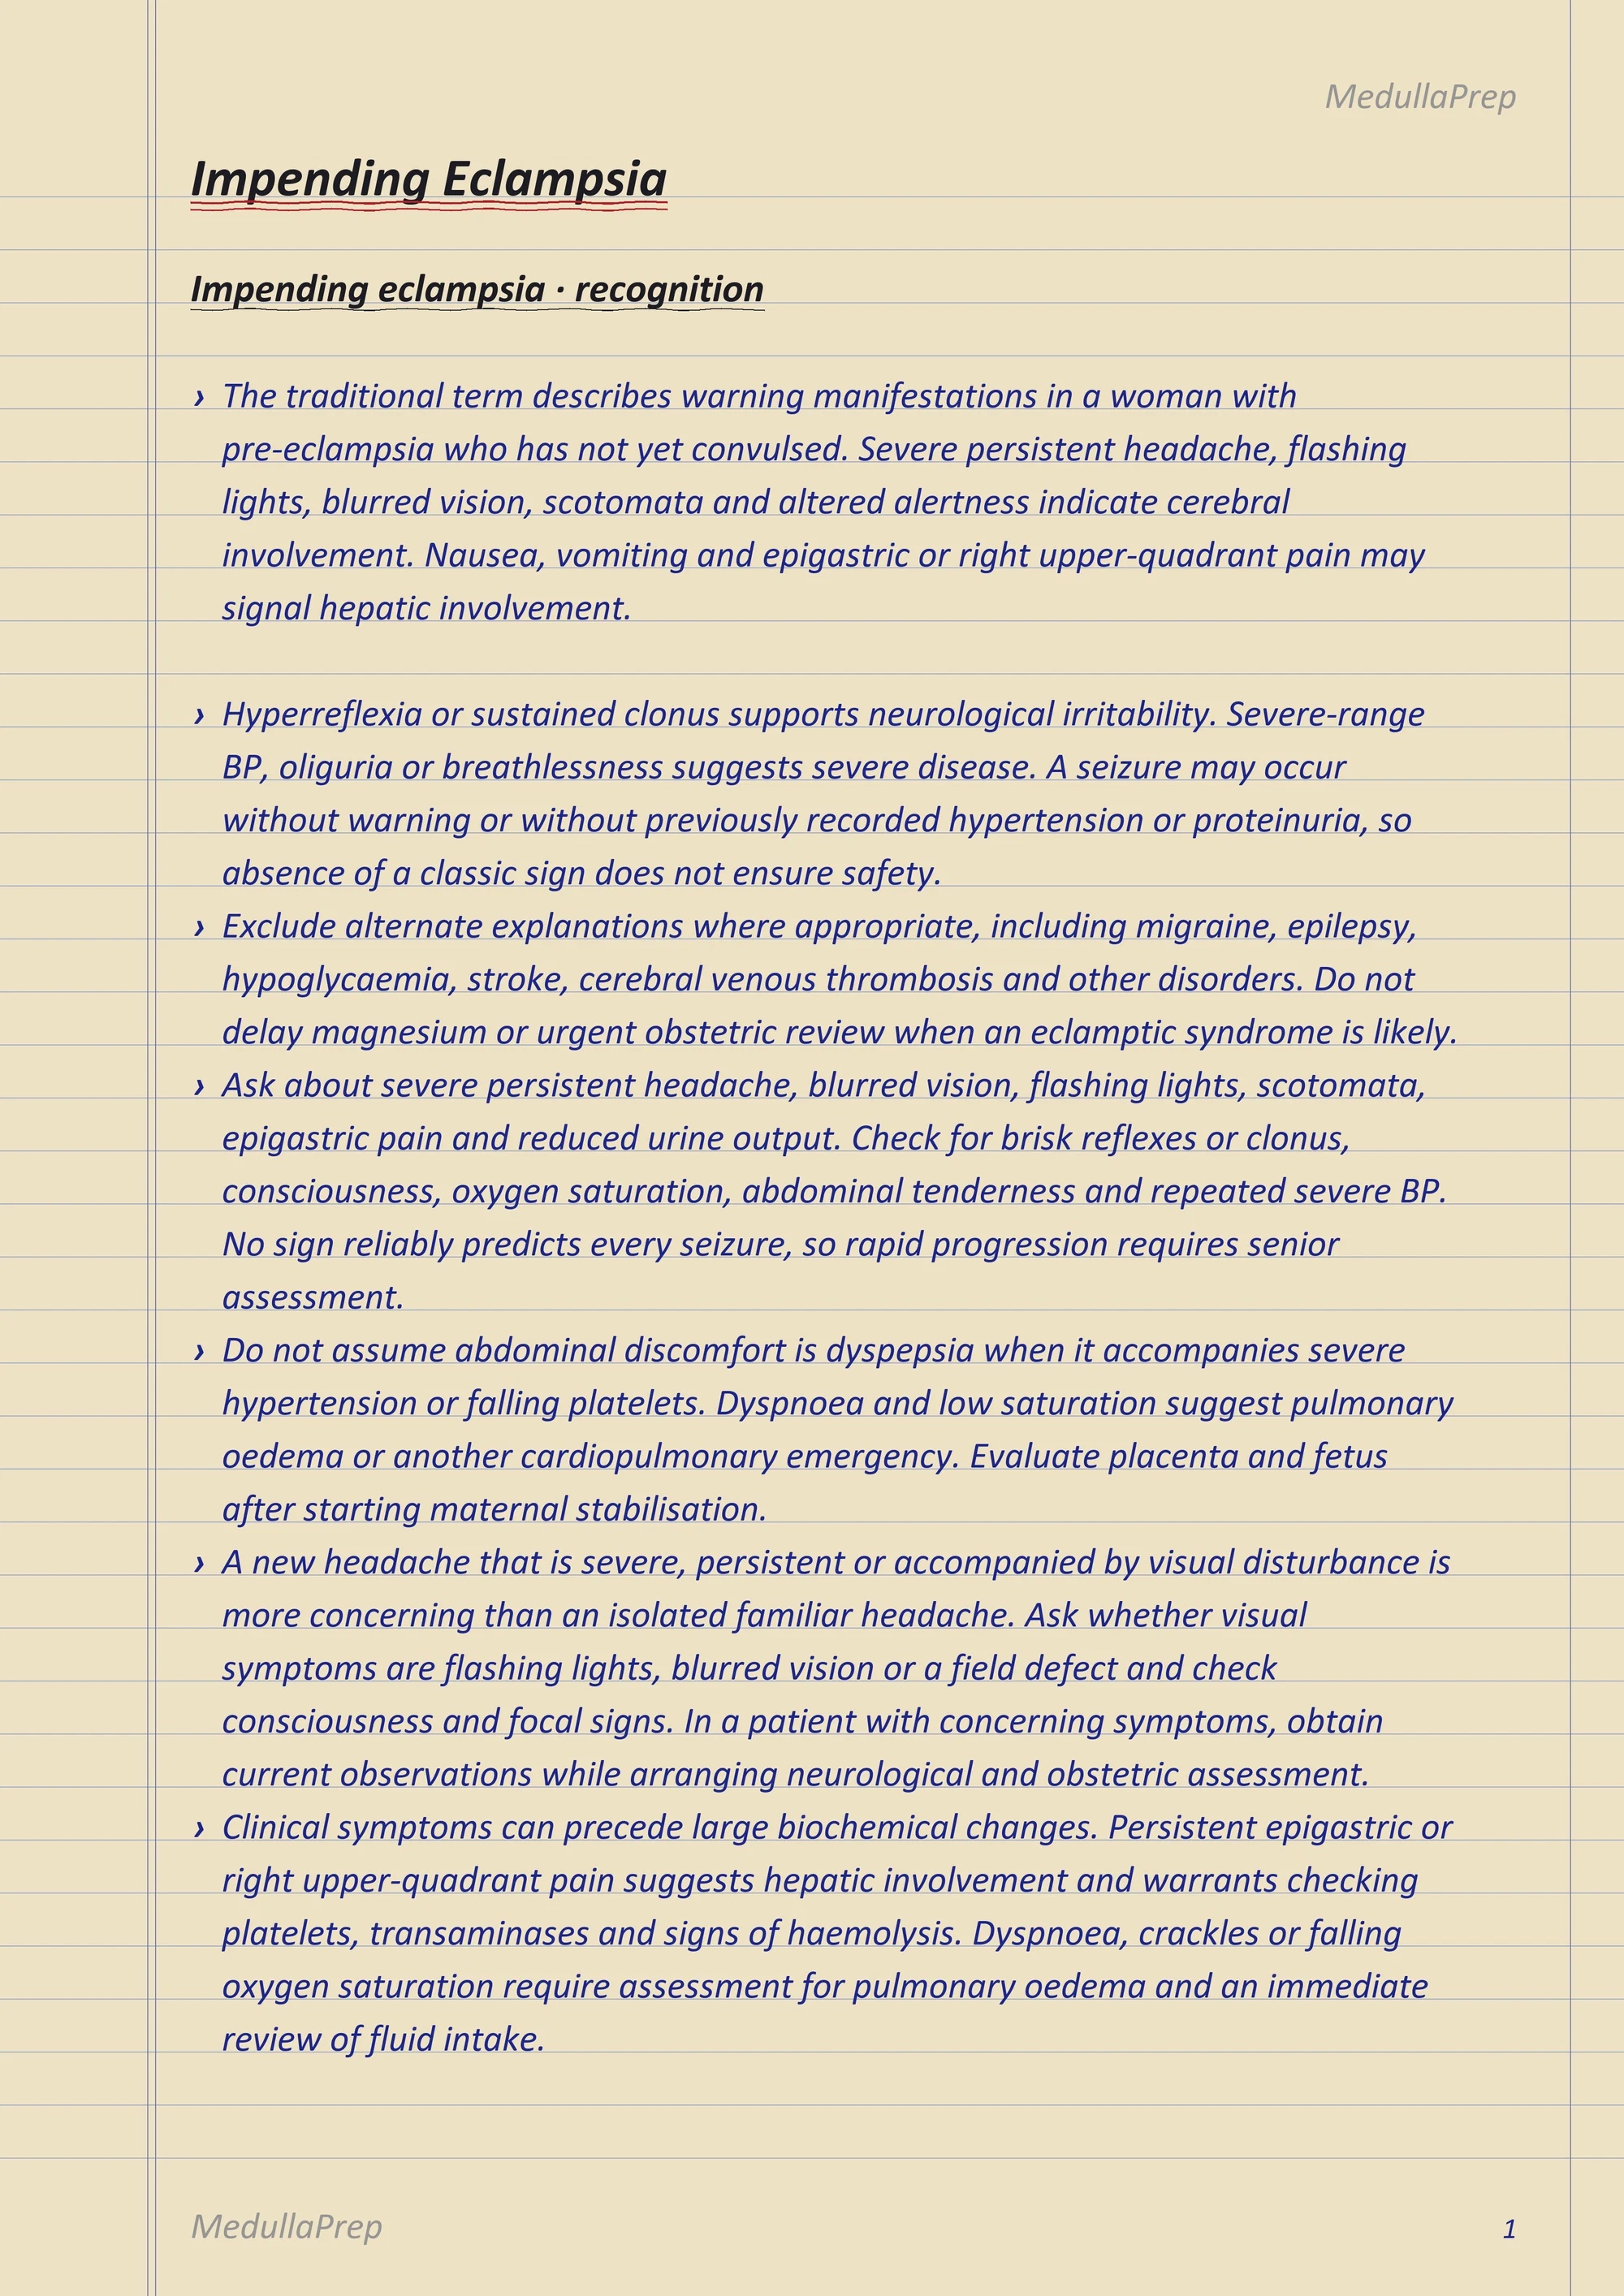 MedullaPrep
Impending Eclampsia
Impending eclampsia · recognition
› The traditional term describes warning manifestations in a woman with
pre-eclampsia who has not yet convulsed. Severe persistent headache, flashing
lights, blurred vision, scotomata and altered alertness indicate cerebral
involvement. Nausea, vomiting and epigastric or right upper-quadrant pain may
signal hepatic involvement.
› Hyperreflexia or sustained clonus supports neurological irritability. Severe-range
BP, oliguria or breathlessness suggests severe disease. A seizure may occur
without warning or without previously recorded hypertension or proteinuria, so
absence of a classic sign does not ensure safety.
› Exclude alternate explanations where appropriate, including migraine, epilepsy,
hypoglycaemia, stroke, cerebral venous thrombosis and other disorders. Do not
delay magnesium or urgent obstetric review when an eclamptic syndrome is likely.
› Ask about severe persistent headache, blurred vision, flashing lights, scotomata,
epigastric pain and reduced urine output. Check for brisk reflexes or clonus,
consciousness, oxygen saturation, abdominal tenderness and repeated severe BP.
No sign reliably predicts every seizure, so rapid progression requires senior
assessment.
› Do not assume abdominal discomfort is dyspepsia when it accompanies severe
hypertension or falling platelets. Dyspnoea and low saturation suggest pulmonary
oedema or another cardiopulmonary emergency. Evaluate placenta and fetus
after starting maternal stabilisation.
› A new headache that is severe, persistent or accompanied by visual disturbance is
more concerning than an isolated familiar headache. Ask whether visual
symptoms are flashing lights, blurred vision or a field defect and check
consciousness and focal signs. In a patient with concerning symptoms, obtain
current observations while arranging neurological and obstetric assessment.
› Clinical symptoms can precede large biochemical changes. Persistent epigastric or
right upper-quadrant pain suggests hepatic involvement and warrants checking
platelets, transaminases and signs of haemolysis. Dyspnoea, crackles or falling
oxygen saturation require assessment for pulmonary oedema and an immediate
review of fluid intake.
MedullaPrep
1